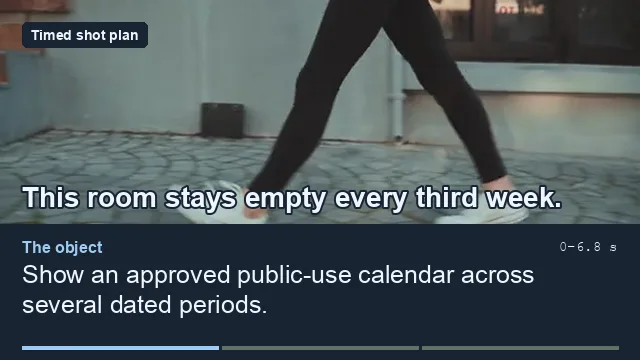 Timed shot plan
This room stays empty every third week.
The object
0–6.8 s
Show an approved public-use calendar across
several dated periods.